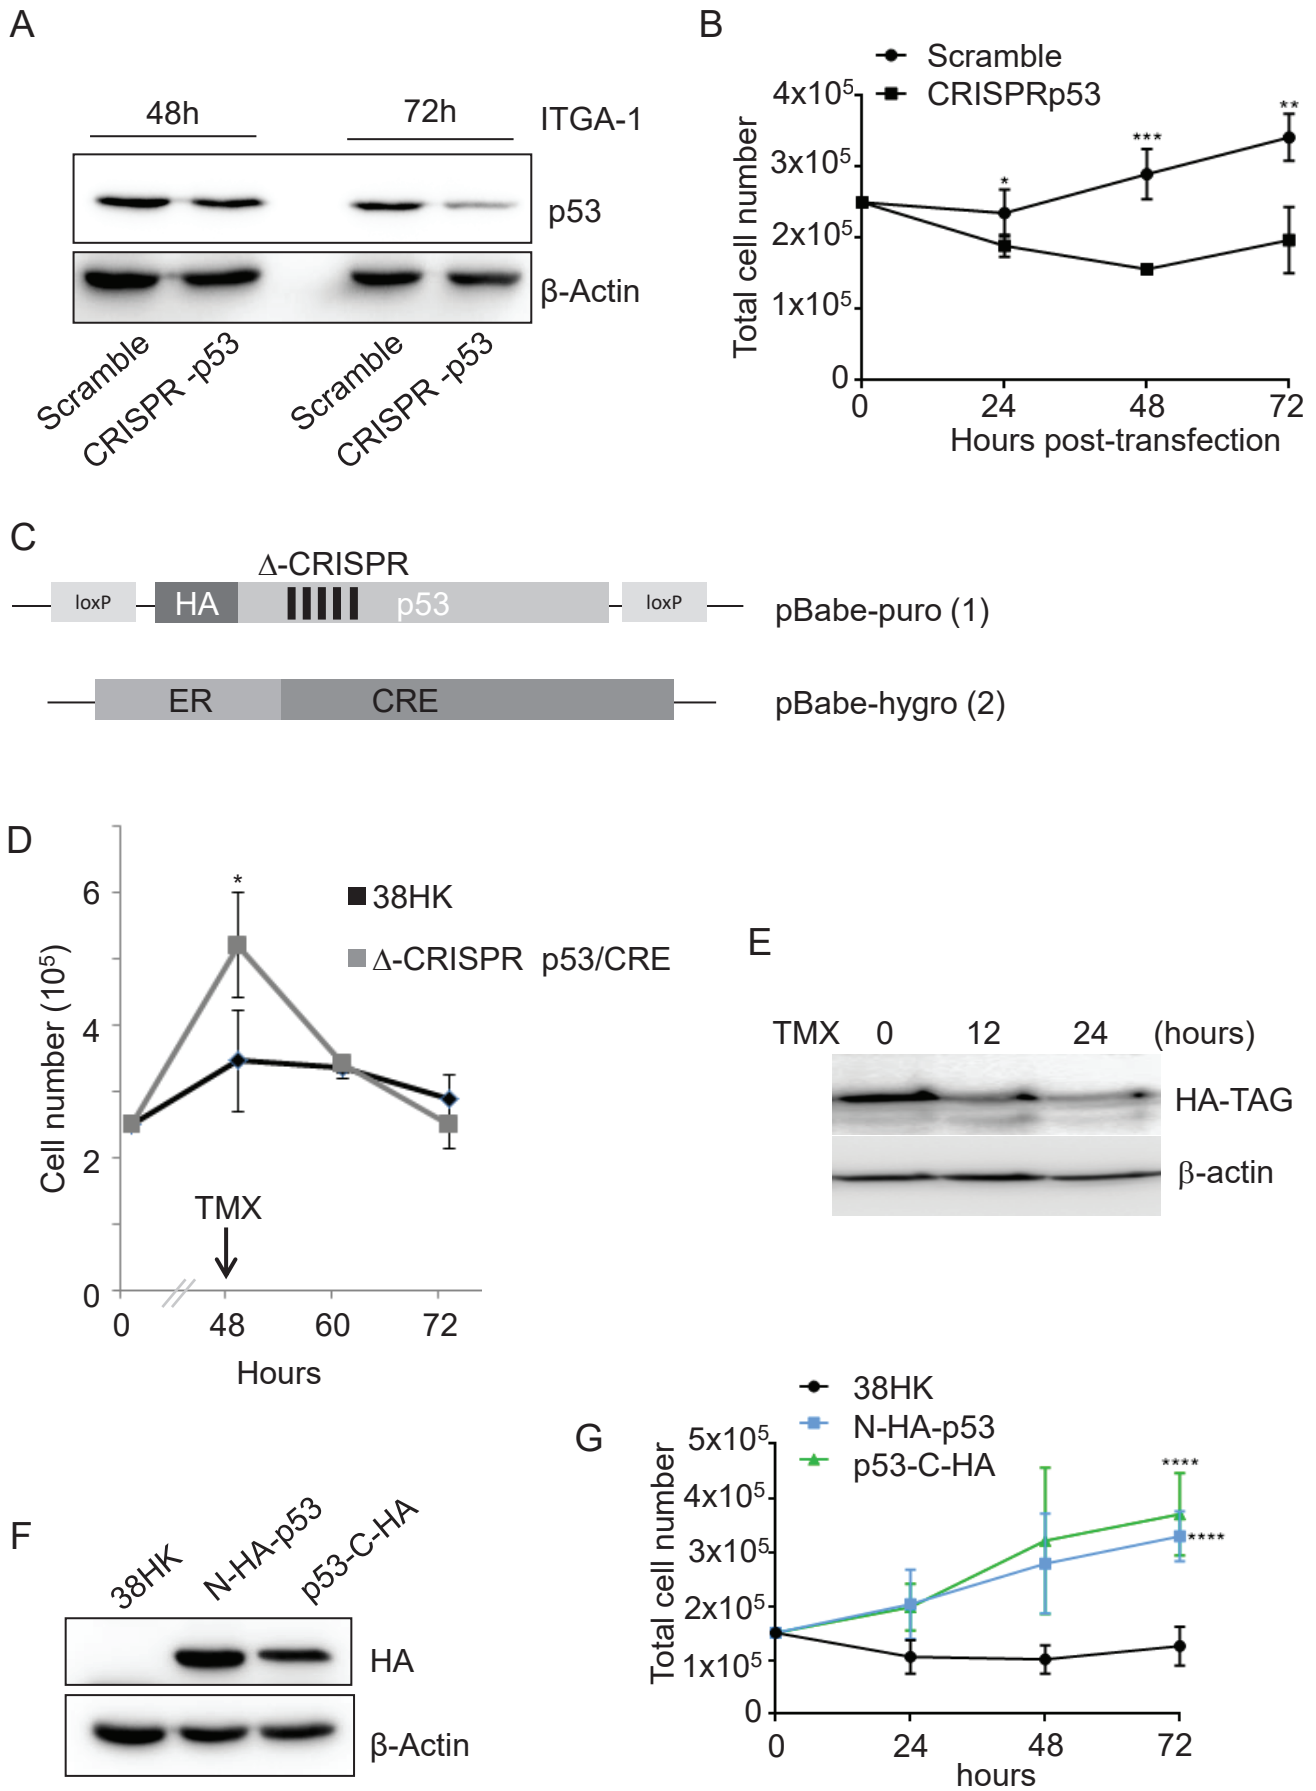 A
48h 72h ITGA-1
p53
β-Actin
Scramble CRISPR -p53 Scramble CRISPR -p53
B
Scramble
CRISPRp53
Total cell number
4x10⁵
3x10⁵
2x10⁵
1x10⁵
0
* *** **
0 24 48 72
Hours post-transfection
C
Δ-CRISPR
loxP HA p53 loxP pBabe-puro (1)
ER CRE pBabe-hygro (2)
D
Cell number (10⁵)
6
4
2
0
*
38HK
Δ-CRISPR p53/CRE
TMX
0 48 60 72
Hours
E
TMX 0 12 24 (hours)
HA-TAG
β-actin
F
38HK N-HA-p53 p53-C-HA
HA
β-Actin
G
38HK
N-HA-p53
p53-C-HA
Total cell number
5x10⁵
4x10⁵
3x10⁵
2x10⁵
1x10⁵
0
****
****
0 24 48 72
hours